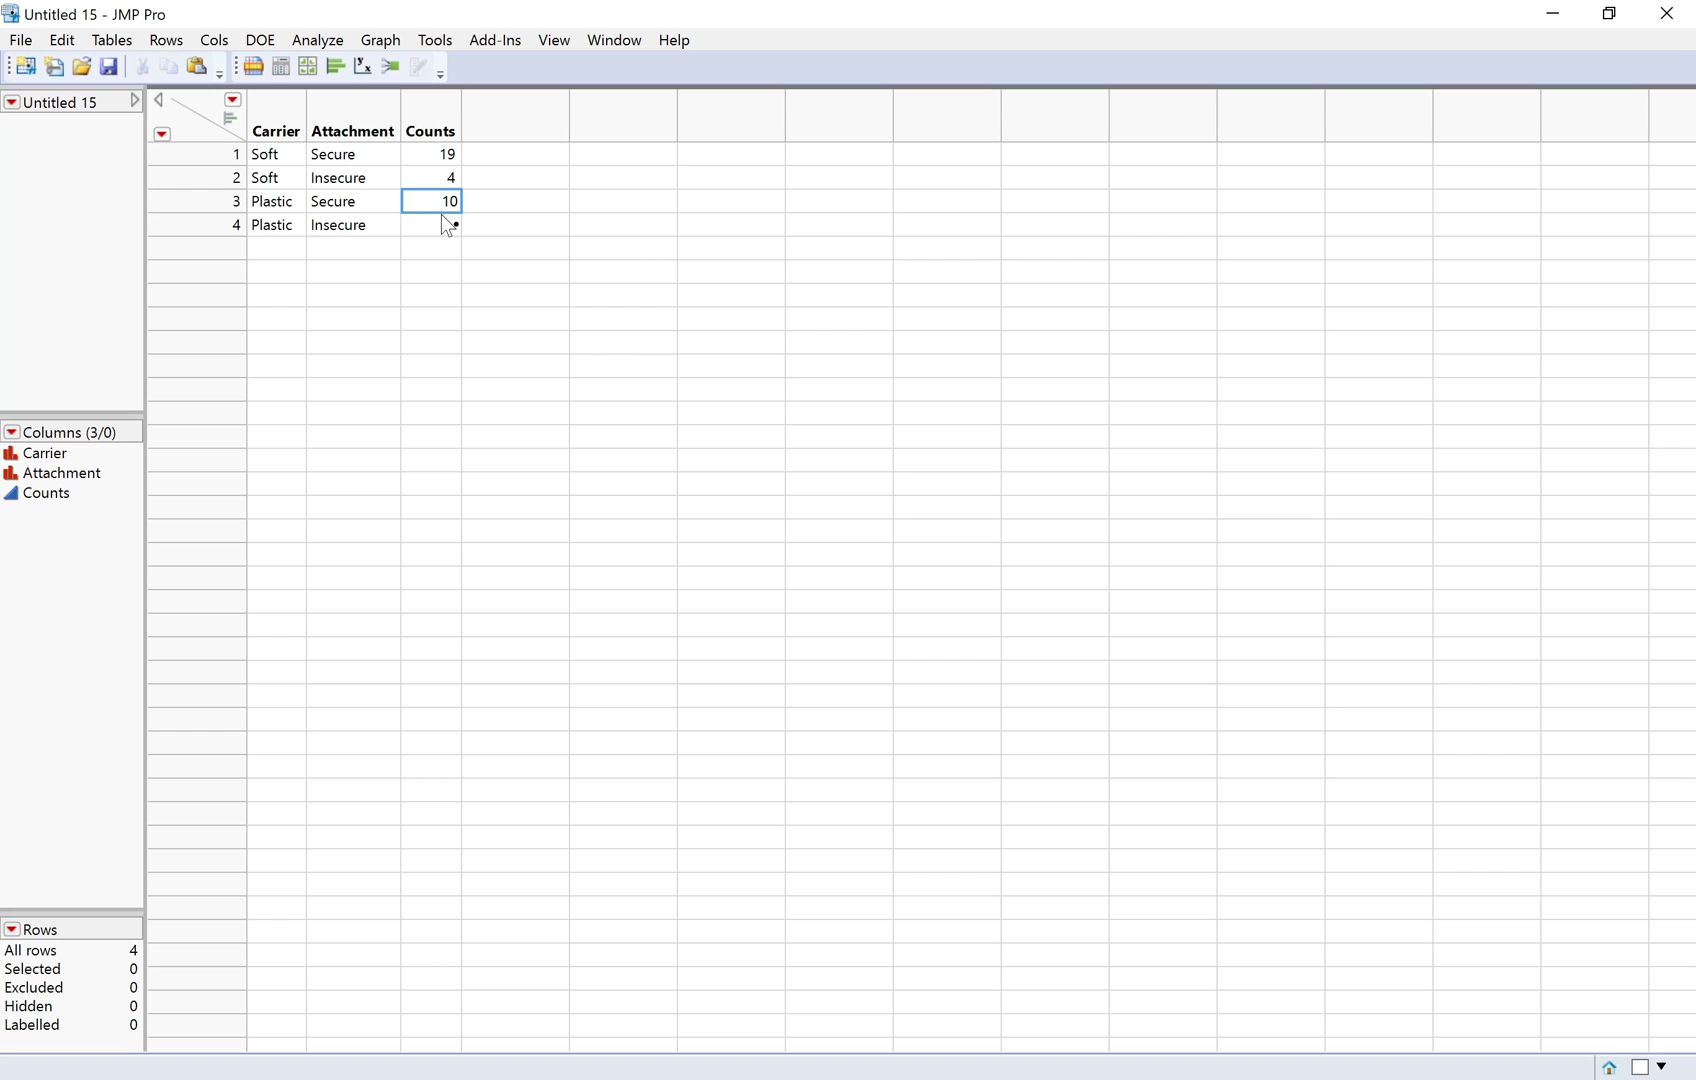 Untitled 15 - JMP Pro
File Edit Tables Rows Cols DOE Analyze Graph Tools Add-Ins View Window Help
Untitled 15
Carrier Attachment Counts
1 Soft Secure 19
2 Soft Insecure 4
3 Plastic Secure 10
4 Plastic Insecure •
Columns (3/0)
Carrier
Attachment
Counts
Rows
All rows 4
Selected 0
Excluded 0
Hidden 0
Labelled 0